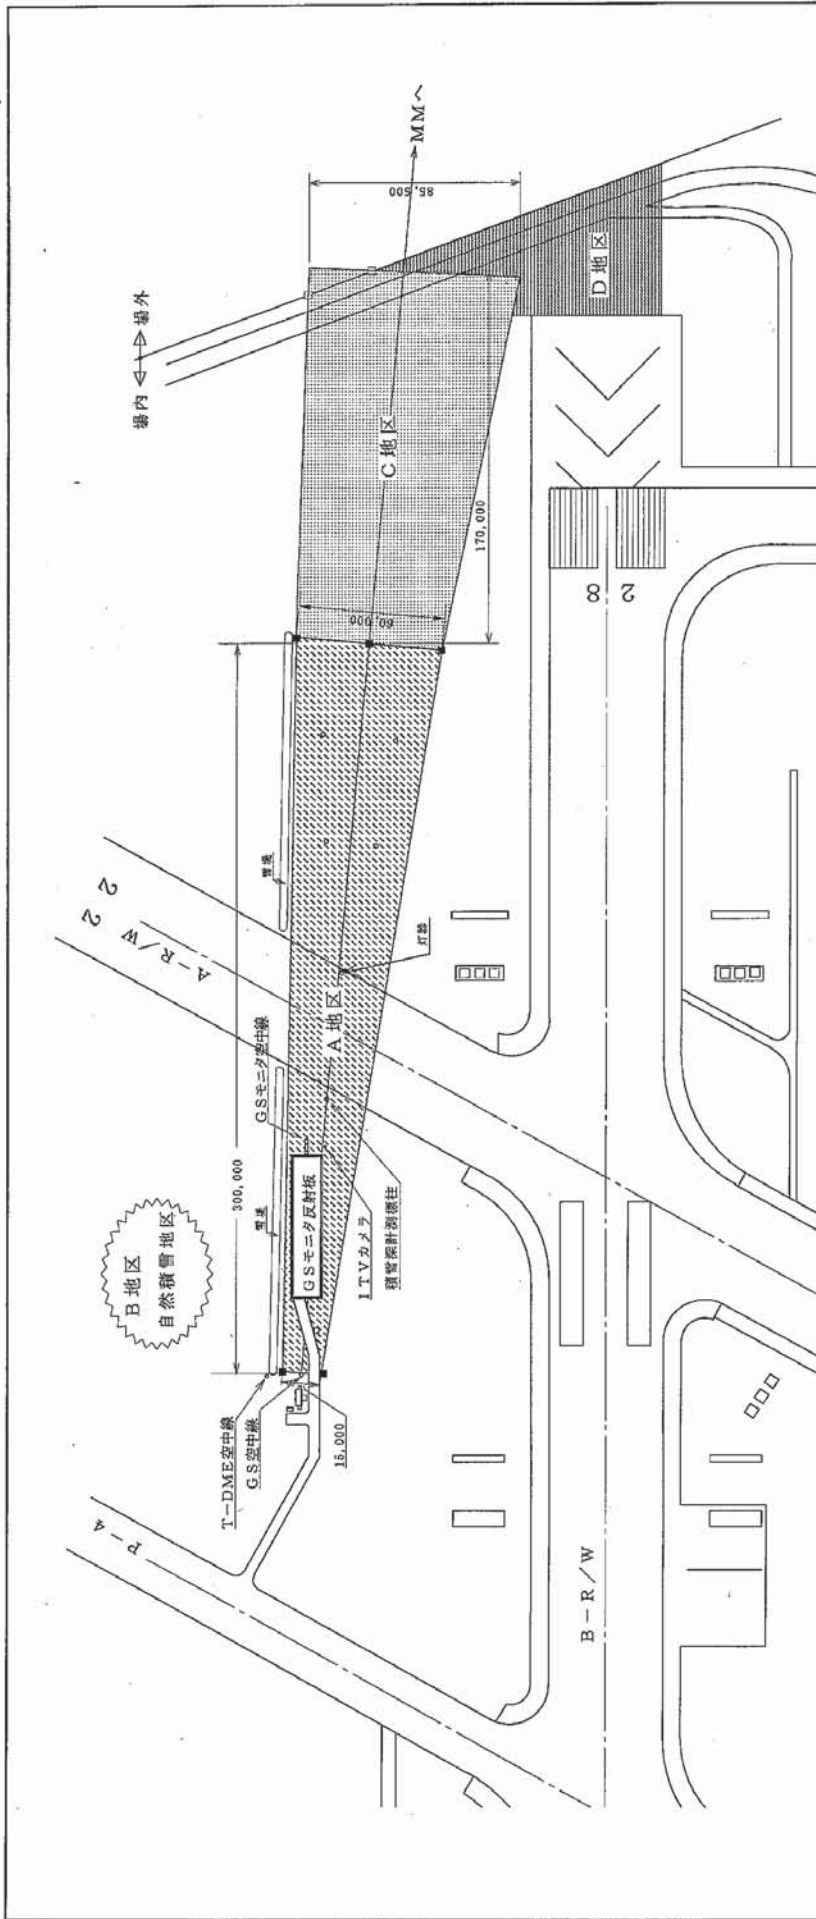 場内
場外
MMへ
85,500
C地区
D地区
170,000
60,000
28
300,000
雪堤
22
A-R/W
灯器
A地区
GSモニタ空中線
GSモニタ反射板
ITVカメラ
積雪深計測標柱
雪堤
B地区
自然積雪地区
T-DME空中線
GS空中線
15,000
P-4
B-R/W